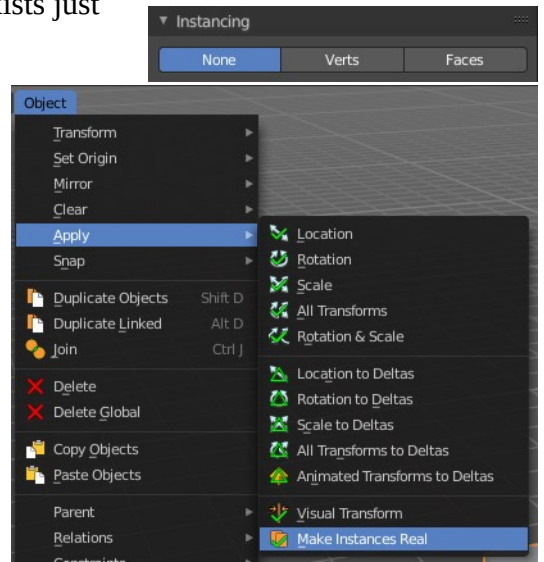 ists just
Instancing
None Verts Faces
Object
Transform
Set Origin
Mirror
Clear
Apply
Snap
Duplicate Objects Shift D
Duplicate Linked Alt D
Join Ctrl J
Delete
Delete Global
Copy Objects
Paste Objects
Parent
Relations
Constraints
Location
Rotation
Scale
All Transforms
Rotation & Scale
Location to Deltas
Rotation to Deltas
Scale to Deltas
All Transforms to Deltas
Animated Transforms to Deltas
Visual Transform
Make Instances Real